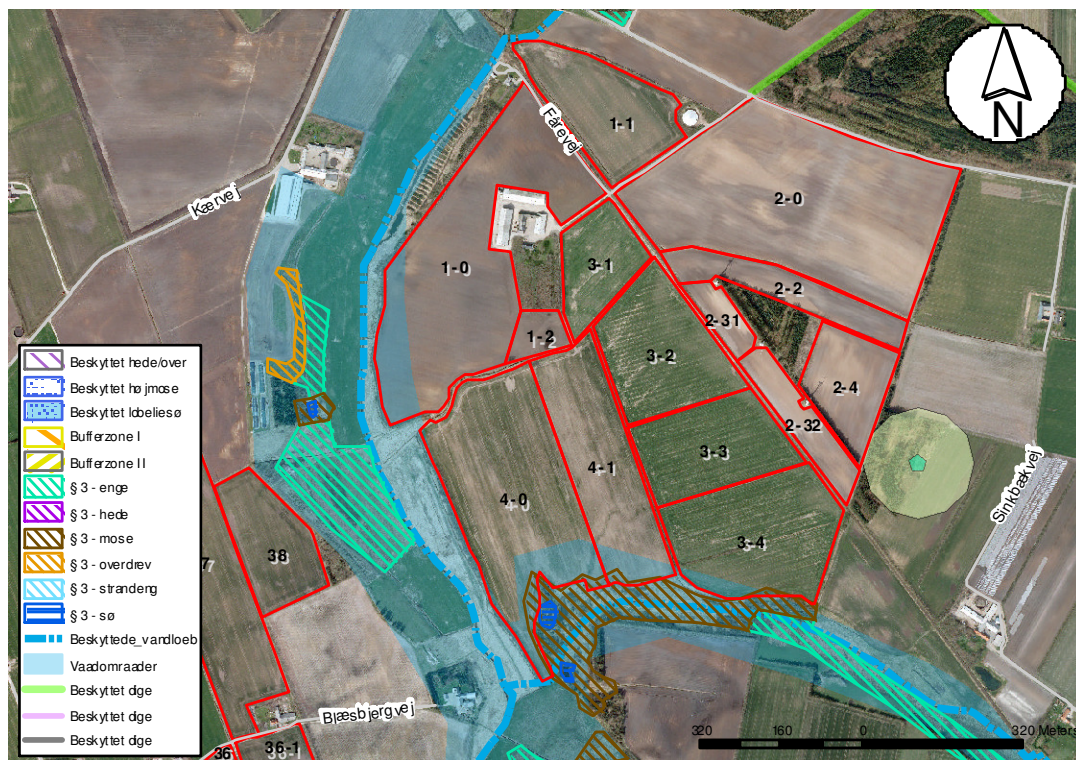 N
Fårevej
1-1
Kærvej
2-0
1-0
3-1
2-2
2-31
1-2
3-2
2-4
2-32
3-3
4-1
4-0
3-4
38
7
Sinkbækvej
Blæsbjergvej
36
36-1
Beskyttet hede/over
Beskyttet højmose
Beskyttet lobeliesø
Bufferzone I
Bufferzone II
§ 3 - enge
§ 3 - hede
§ 3 - mose
§ 3 - overdrev
§ 3 - strandeng
§ 3 - sø
Beskyttede_vandloeb
Vaadomraader
Beskyttet dige
Beskyttet dige
Beskyttet dige
320 160 0 320 Meters